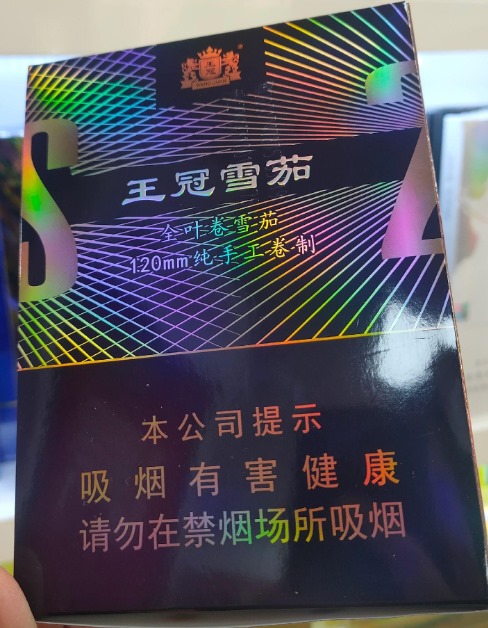 王冠雪茄
全叶卷雪茄
120mm纯手工卷制
本公司提示
吸烟有害健康
请勿在禁烟场所吸烟